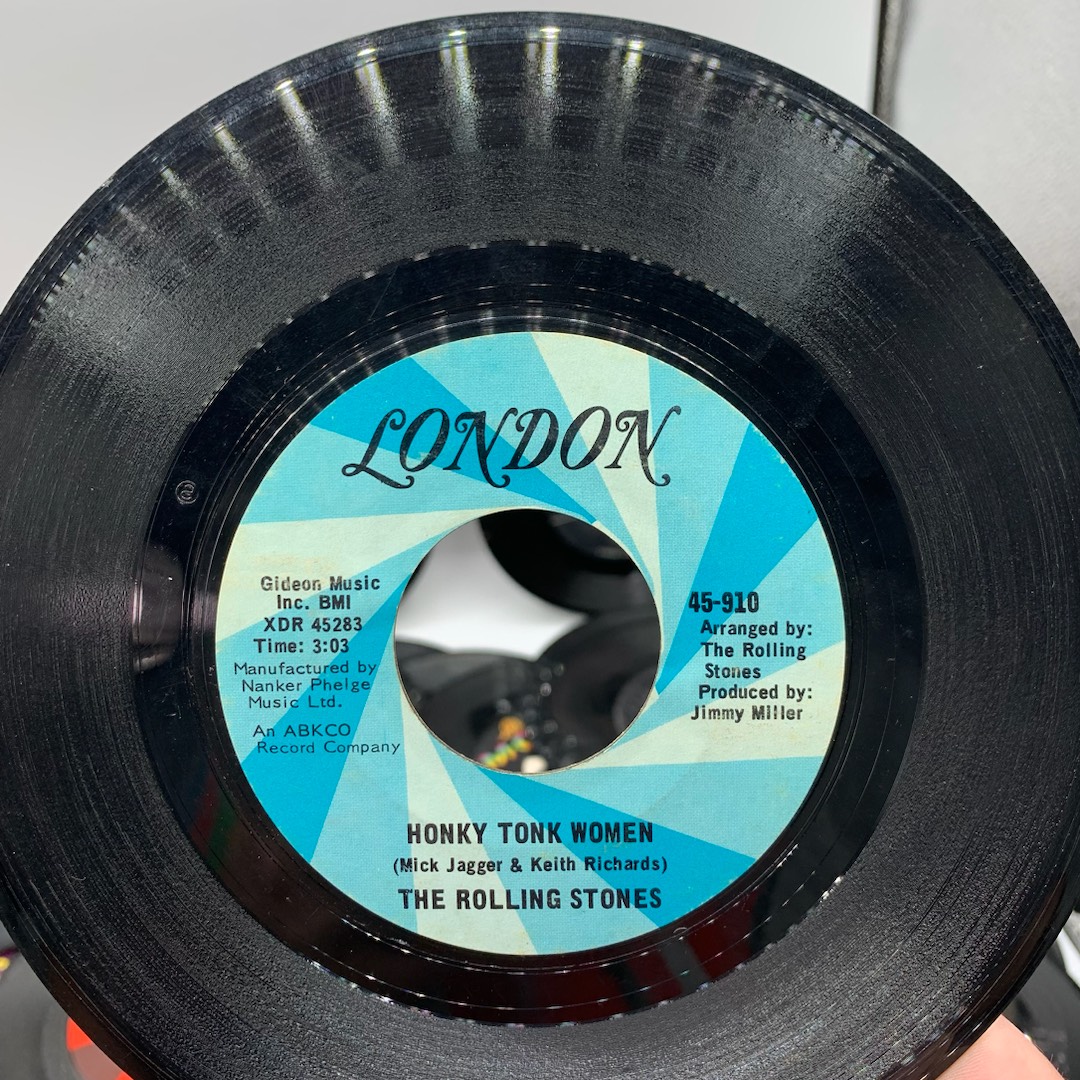 LONDON
Gideon Music
Inc. BMI
XDR 45283
Time: 3:03
Manufactured by
Nanker Phelge
Music Ltd.
An ABKCO
Record Company
45-910
Arranged by:
The Rolling
Stones
Produced by:
Jimmy Miller
HONKY TONK WOMEN
(Mick Jagger & Keith Richards)
THE ROLLING STONES